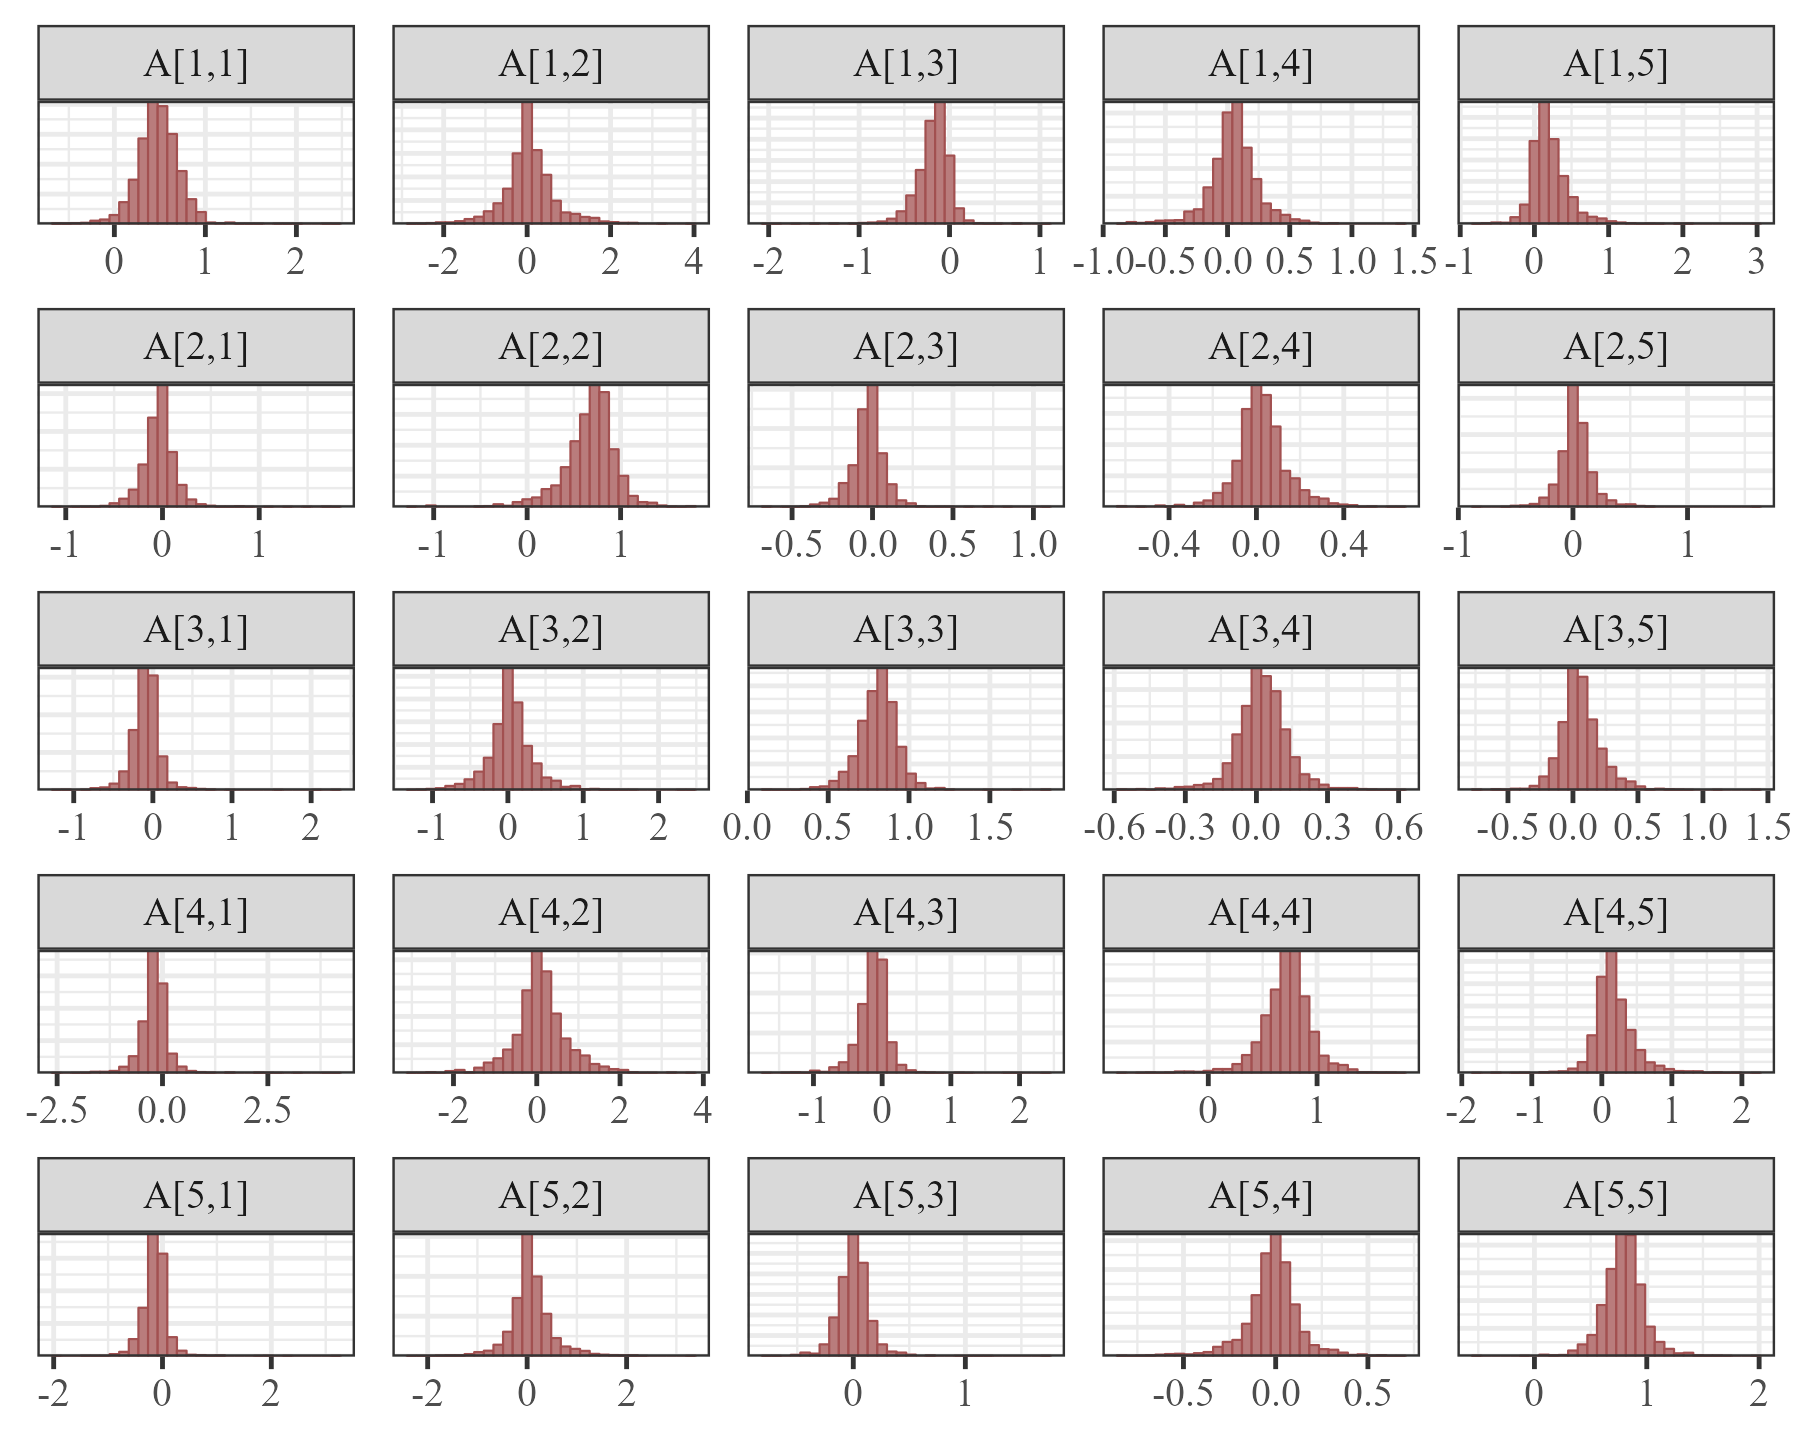 A[1,1] A[1,2] A[1,3] A[1,4] A[1,5]
0 1 2 -2 0 2 4 -2 -1 0 1 -1.0 -0.5 0.0 0.5 1.0 1.5 -1 0 1 2 3
A[2,1] A[2,2] A[2,3] A[2,4] A[2,5]
-1 0 1 -1 0 1 -0.5 0.0 0.5 1.0 -0.4 0.0 0.4 -1 0 1
A[3,1] A[3,2] A[3,3] A[3,4] A[3,5]
-1 0 1 2 -1 0 1 2 0.0 0.5 1.0 1.5 -0.6 -0.3 0.0 0.3 0.6 -0.5 0.0 0.5 1.0 1.5
A[4,1] A[4,2] A[4,3] A[4,4] A[4,5]
-2.5 0.0 2.5 -2 0 2 4 -1 0 1 2 0 1 -2 -1 0 1 2
A[5,1] A[5,2] A[5,3] A[5,4] A[5,5]
-2 0 2 -2 0 2 0 1 -0.5 0.0 0.5 0 1 2